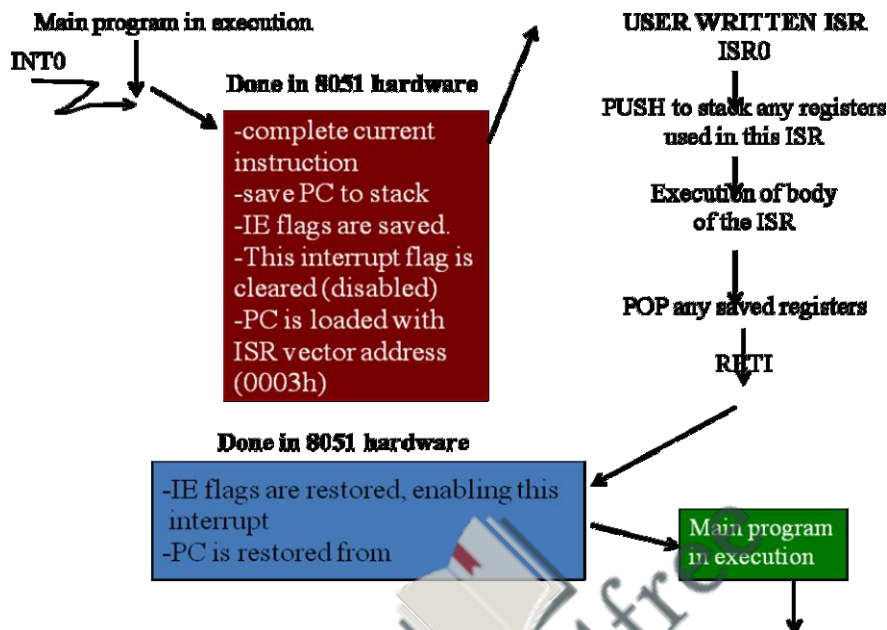 Main program in execution
INT0
Done in 8051 hardware
-complete current
instruction
-save PC to stack
-IE flags are saved.
-This interrupt flag is
cleared (disabled)
-PC is loaded with
ISR vector address
(0003h)
USER WRITTEN ISR
ISR0
PUSH to stack any registers
used in this ISR
Execution of body
of the ISR
POP any saved registers
RETI
Done in 8051 hardware
-IE flags are restored, enabling this
interrupt
-PC is restored from
Main program
in execution